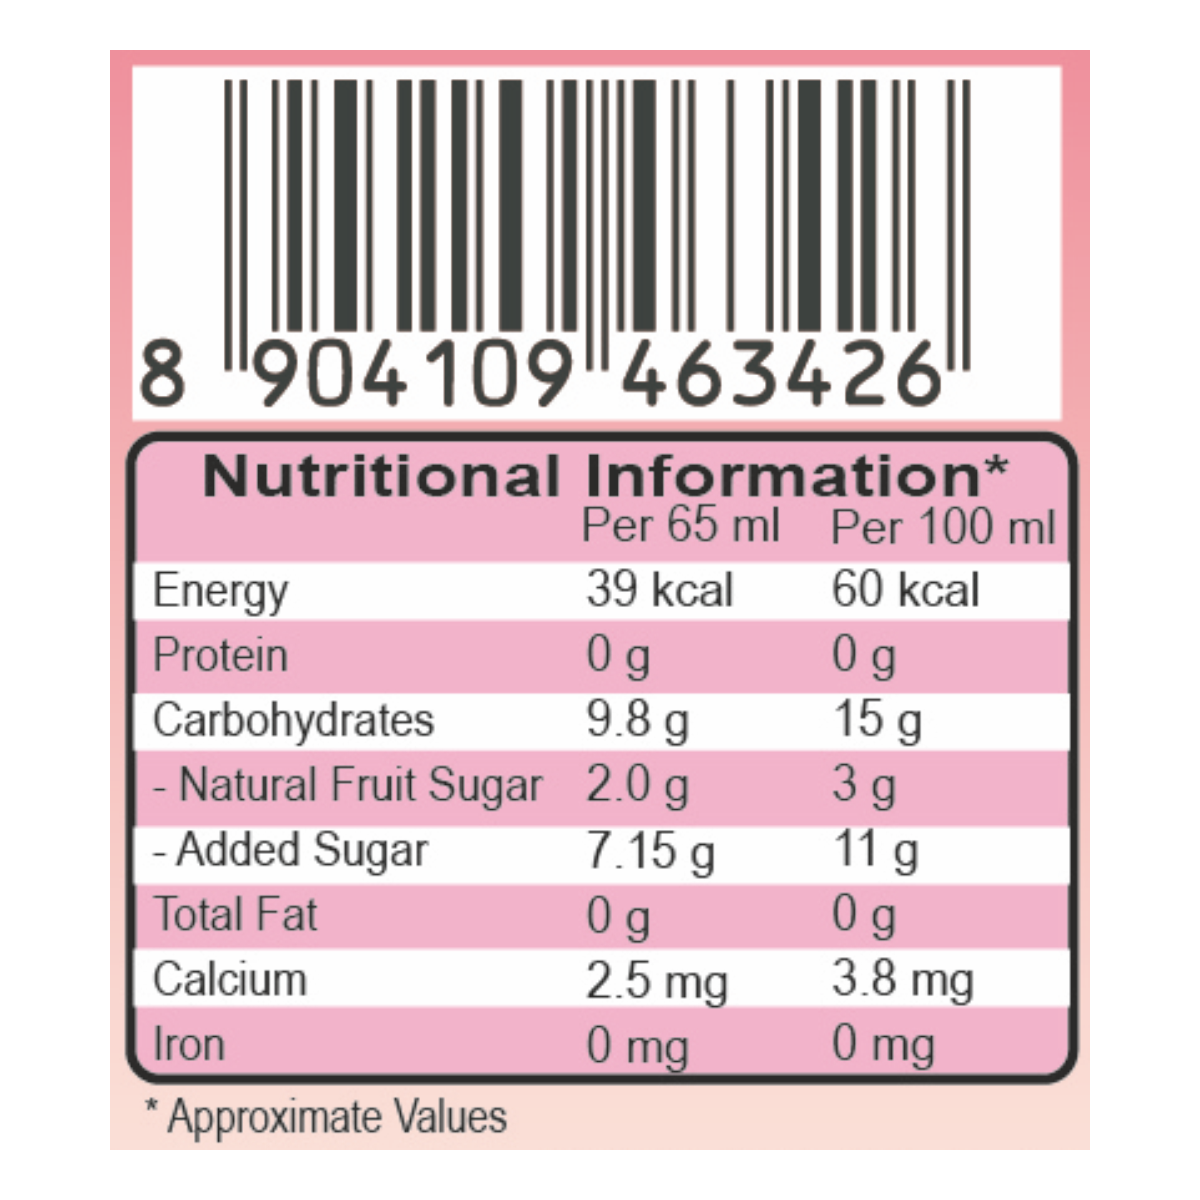 8 904109 463426
Nutritional Information*
Per 65 ml Per 100 ml
Energy 39 kcal 60 kcal
Protein 0 g 0 g
Carbohydrates 9.8 g 15 g
- Natural Fruit Sugar 2.0 g 3 g
- Added Sugar 7.15 g 11 g
Total Fat 0 g 0 g
Calcium 2.5 mg 3.8 mg
Iron 0 mg 0 mg
* Approximate Values